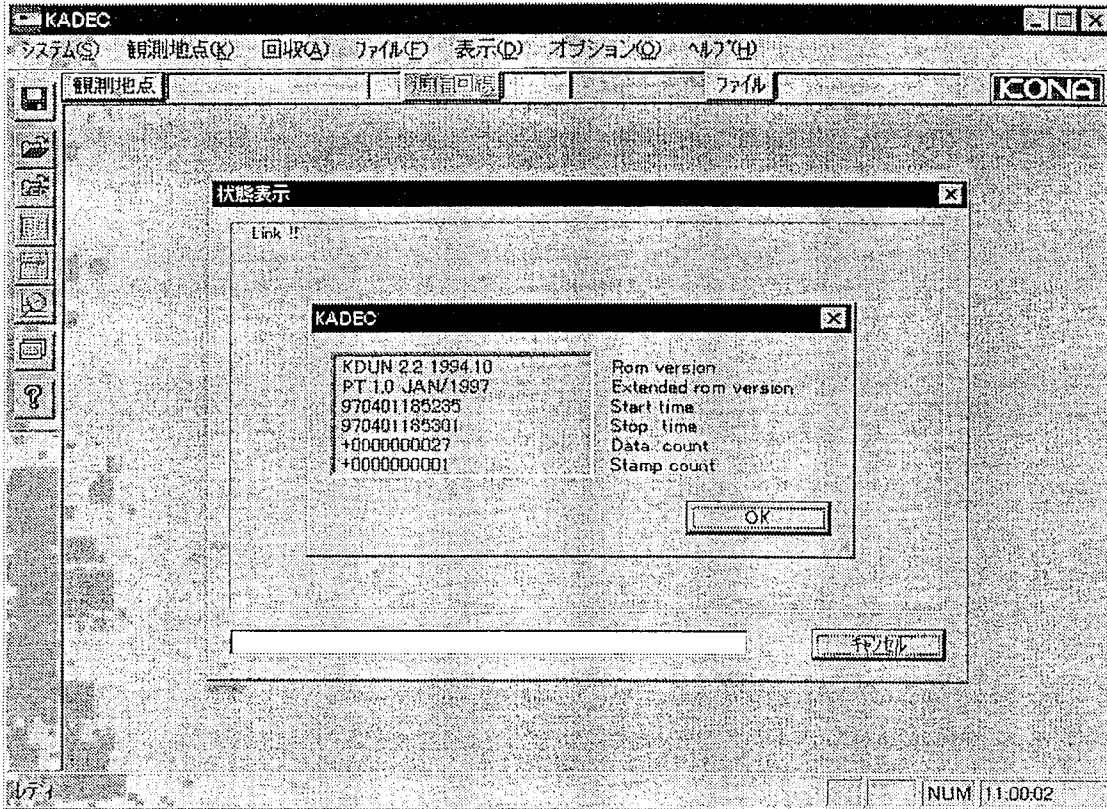 KADEC
システム(S) 観測地点(K) 回収(A) ファイル(F) 表示(D) オプション(O) ヘルプ(H)
観測地点 通信回線 ファイル KONA
状態表示
Link !!
KADEC
KDUN 2.2 1994.10 Rom version
PT 1.0 JAN/1997 Extended rom version
970401185235 Start time
970401185301 Stop time
+0000000027 Data count
+0000000001 Stamp count
OK
キャンセル
レディ NUM 11:00:02